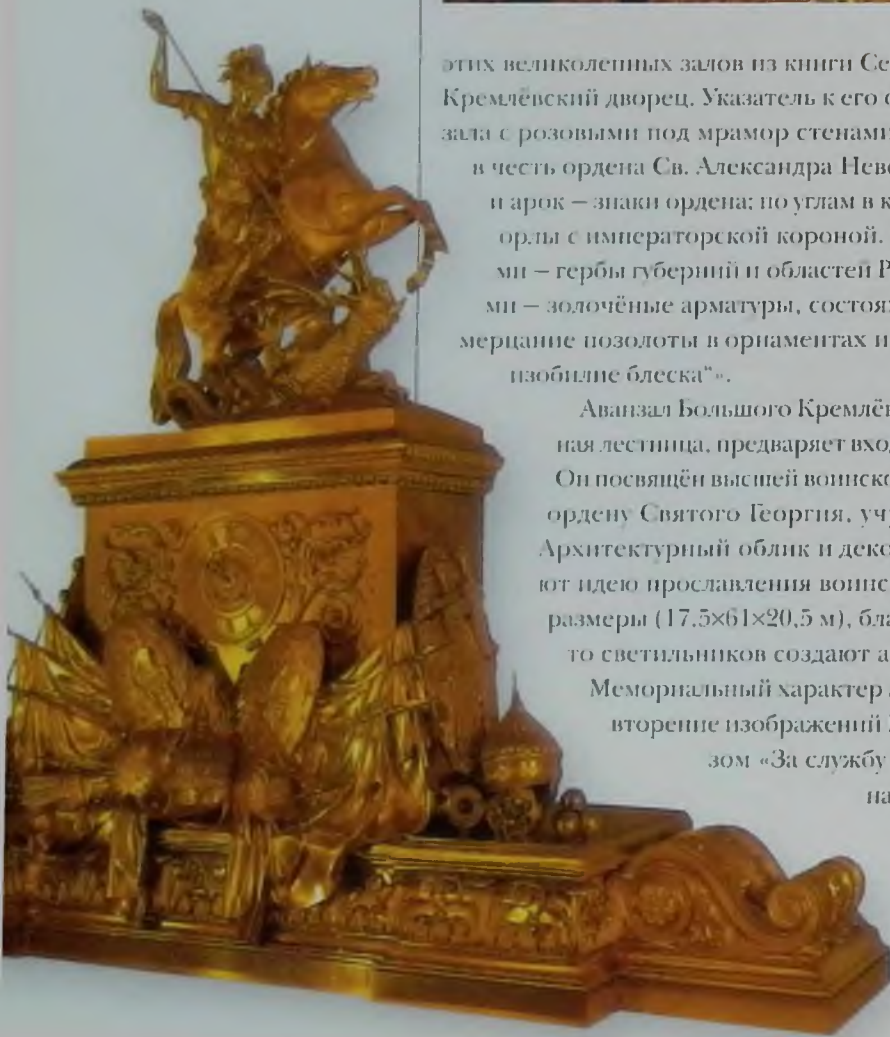 этих великолепных залов из книги Се
Кремлёвский дворец. Указатель к его
зала с розовыми под мрамор стенами
в честь ордена Св. Александра Нев
и арок – знаки ордена; по углам в
орлы с императорской короной.
ми – гербы губерний и областей Р
ми – золочёные арматуры, состоя
мерцание позолоты в орнаментах и
изобилие блеска“».
Аванзал Большого Кремлё
ная лестница, предваряет вхо
Он посвящён высшей воинско
ордену Святого Георгия, уч
Архитектурный облик и деко
ют идею прославления воинс
размеры (17,5×61×20,5 м), бла
то светильников создают а
Мемориальный характер
вторение изображений
зом «За службу
на